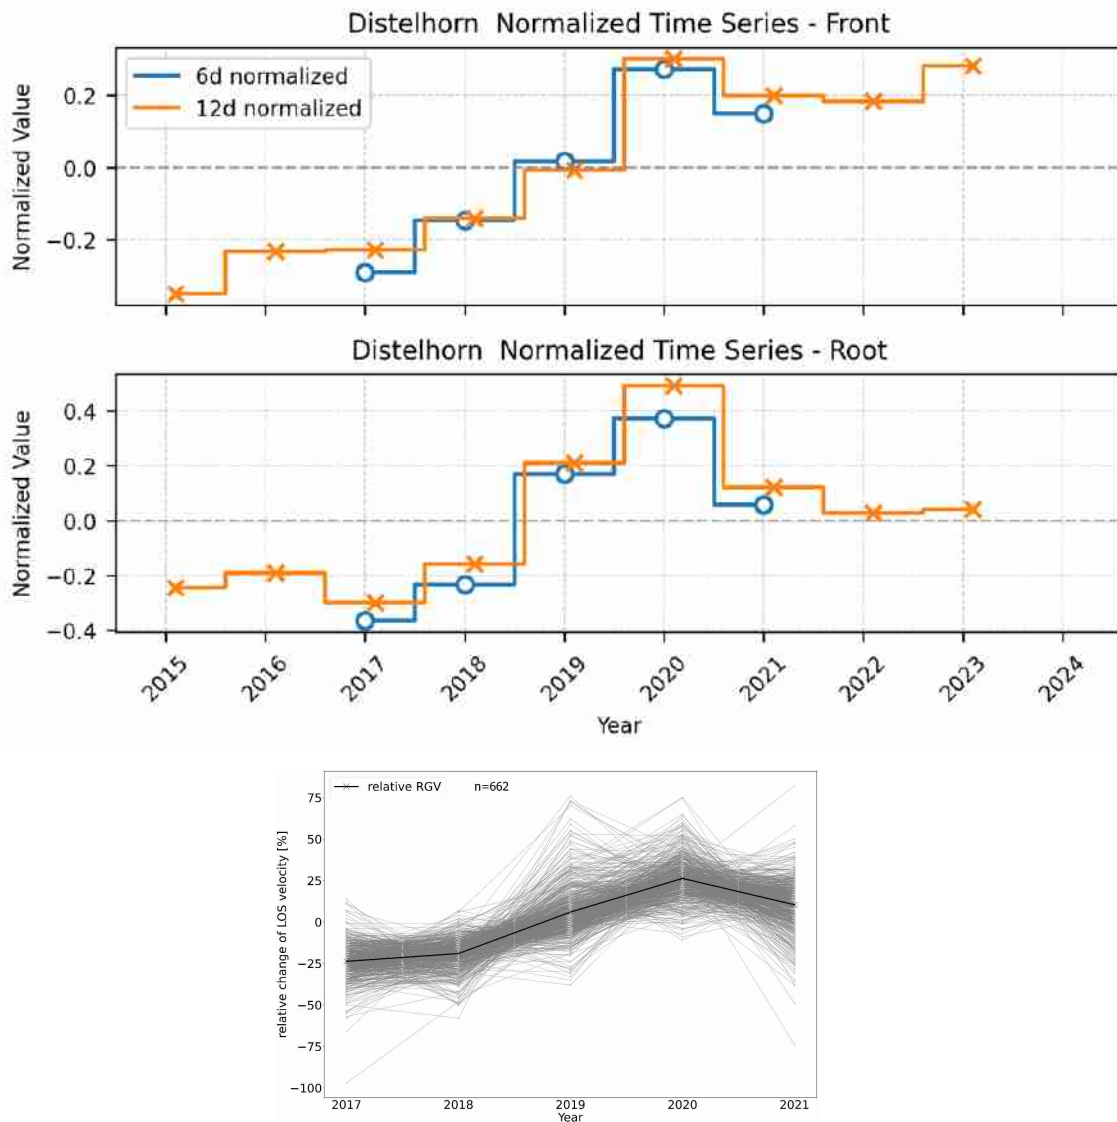 Distelhorn  Normalized Time Series - Front
Normalized Value
6d normalized
12d normalized
0.2
0.0
−0.2
Distelhorn  Normalized Time Series - Root
Normalized Value
0.4
0.2
0.0
−0.2
−0.4
2015 2016 2017 2018 2019 2020 2021 2022 2023 2024
Year
relative RGV n=662
relative change of LOS velocity [%]
75
50
25
0
−25
−50
−75
−100
2017 2018 2019 2020 2021
Year